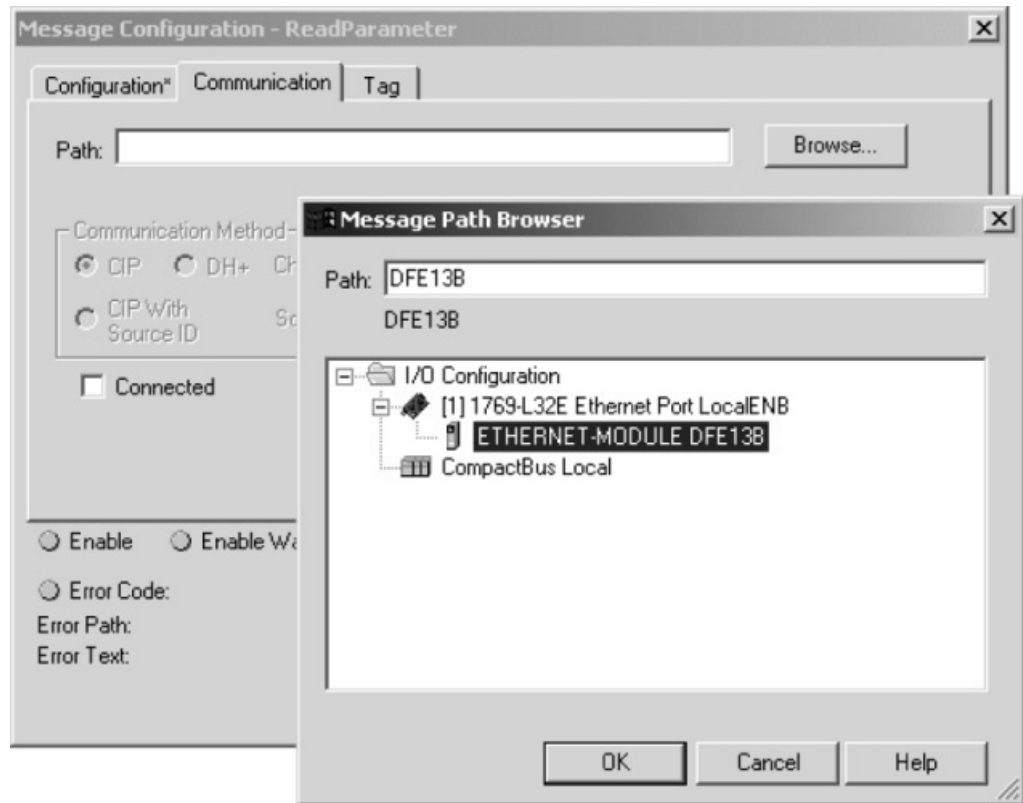 Message Configuration - ReadParameter
Configuration* Communication Tag
Path: Browse...
Communication Method
CIP DH+
CIP With
Source ID
Connected
Enable Enable
Error Code:
Error Path:
Error Text:
Message Path Browser
Path: DFE13B
DFE13B
I/O Configuration
[1] 1769-L32E Ethernet Port LocalENB
ETHERNET-MODULE DFE13B
CompactBus Local
OK Cancel Help